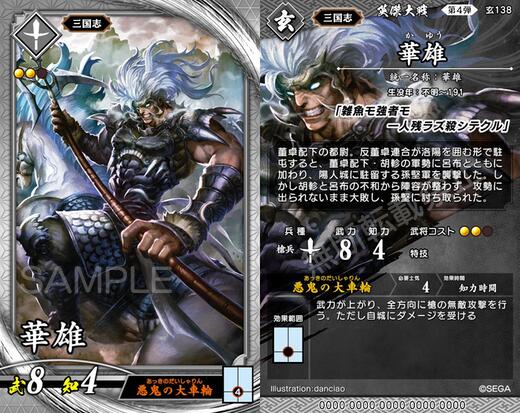 三国志
SAMPLE
華雄
武8 知4
あっきのだいしゃりん
悪鬼の大車輪
4
玄
三国志
英傑大戦
第4弾
玄138
かゆう
華雄
統一名称:華雄
生没年:不明~191
「雑魚モ強者モ
一人残ラズ殺シテクル」
董卓配下の都尉。反董卓連合が洛陽を囲む形で駐
屯すると、董卓配下・胡軫の軍勢に呂布とともに
加わり、陽人城に駐留する孫堅軍を襲撃した。し
かし胡軫と呂布の不和から陣容が整わず、攻勢に
出られないまま大敗し、孫堅に討ち取られた。
兵種 武力 知力 武将コスト
槍兵 8 4 特技
あっきのだいしゃりん
悪鬼の大車輪
必要士気
4
効果時間
知力時間
効果範囲
武力が上がり、全方向に槍の無敵攻撃を行
う。ただし自城にダメージを受ける
Illustration:danciao
©SEGA
0000 0000 0000 0000 0000